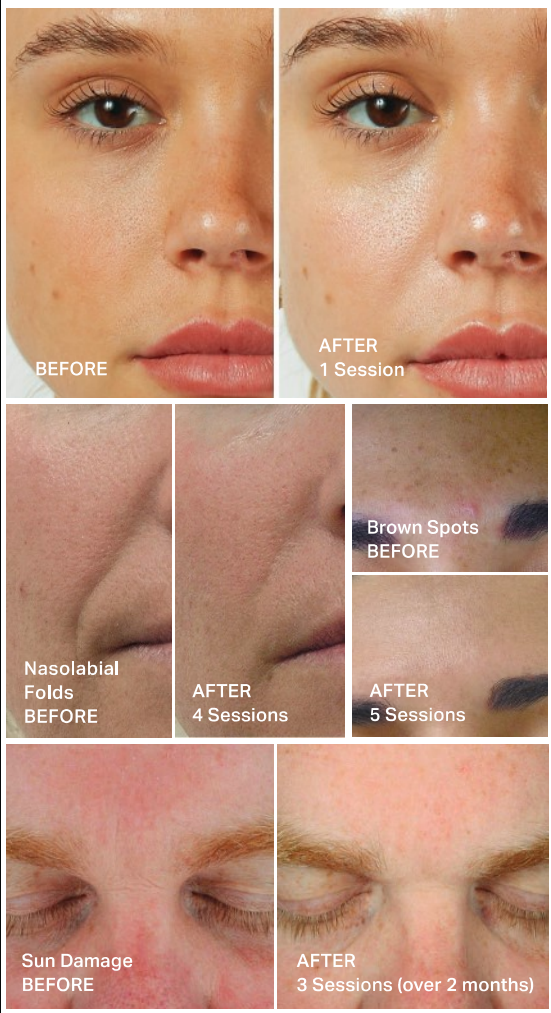 BEFORE
AFTER
1 Session
Nasolabial
Folds
BEFORE
AFTER
4 Sessions
Brown Spots
BEFORE
AFTER
5 Sessions
Sun Damage
BEFORE
AFTER
3 Sessions (over 2 months)